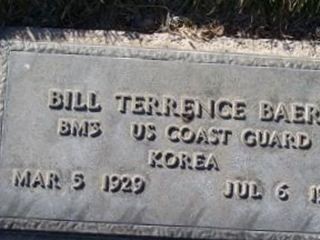 BILL TERRENCE BAER
BM3 US COAST GUARD
KOREA
MAR 5 1929 JUL 6